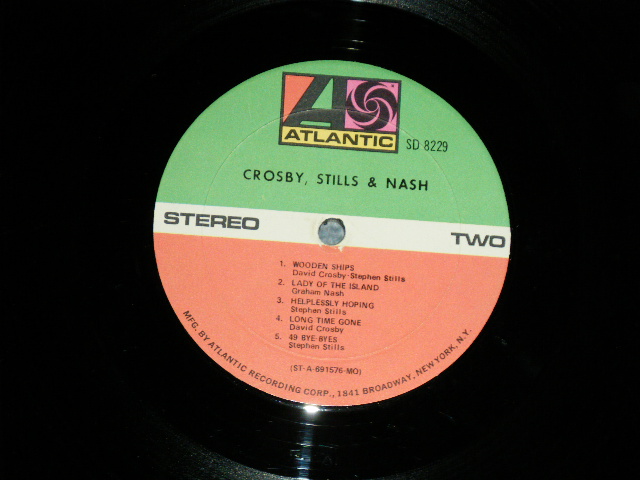 ATLANTIC
SD 8229
CROSBY, STILLS & NASH
STEREO
TWO
1. WOODEN SHIPS
David Crosby-Stephen Stills
2. LADY OF THE ISLAND
Graham Nash
3. HELPLESSLY HOPING
Stephen Stills
4. LONG TIME GONE
David Crosby
5. 49 BYE-BYES
Stephen Stills
(ST-A-691576-MO)
MFG. BY ATLANTIC RECORDING CORP., 1841 BROADWAY, NEW YORK, N.Y.